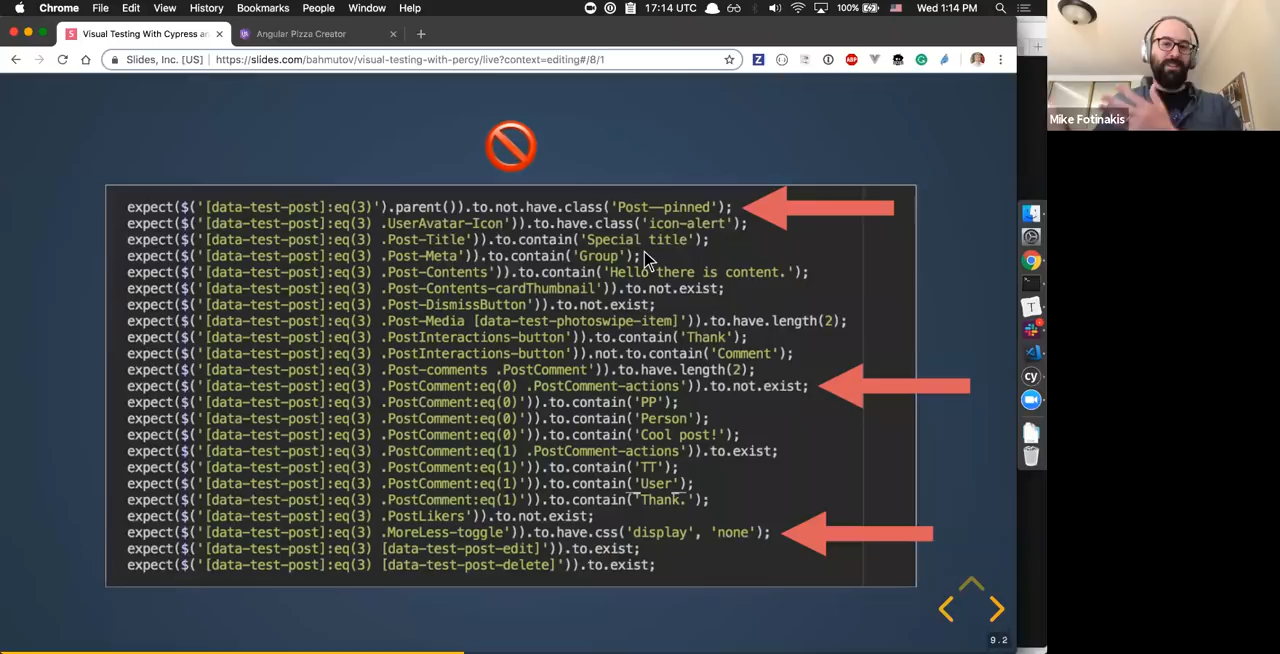 Chrome File Edit View History Bookmarks People Window Help 17:14 UTC 100% Wed 1:14 PM
Visual Testing With Cypress an Angular Pizza Creator
Slides, Inc. [US] https://slides.com/bahmutov/visual-testing-with-percy/live?context=editing#/8/1
ABP
Mike Fotinakis
expect($('[data-test-post]:eq(3)').parent()).to.not.have.class('Post--pinned');
expect($('[data-test-post]:eq(3) .UserAvatar-Icon')).to.have.class('icon-alert');
expect($('[data-test-post]:eq(3) .Post-Title')).to.contain('Special title');
expect($('[data-test-post]:eq(3) .Post-Meta')).to.contain('Group');
expect($('[data-test-post]:eq(3) .Post-Contents')).to.contain('Hello there is content.');
expect($('[data-test-post]:eq(3) .Post-Contents-cardThumbnail')).to.not.exist;
expect($('[data-test-post]:eq(3) .Post-DismissButton')).to.not.exist;
expect($('[data-test-post]:eq(3) .Post-Media [data-test-photoswipe-item]')).to.have.length(2);
expect($('[data-test-post]:eq(3) .PostInteractions-button')).to.contain('Thank');
expect($('[data-test-post]:eq(3) .PostInteractions-button')).not.to.contain('Comment');
expect($('[data-test-post]:eq(3) .Post-comments .PostComment')).to.have.length(2);
expect($('[data-test-post]:eq(3) .PostComment:eq(0) .PostComment-actions')).to.not.exist;
expect($('[data-test-post]:eq(3) .PostComment:eq(0)')).to.contain('PP');
expect($('[data-test-post]:eq(3) .PostComment:eq(0)')).to.contain('Person');
expect($('[data-test-post]:eq(3) .PostComment:eq(0)')).to.contain('Cool post!');
expect($('[data-test-post]:eq(3) .PostComment:eq(1) .PostComment-actions')).to.exist;
expect($('[data-test-post]:eq(3) .PostComment:eq(1)')).to.contain('TT');
expect($('[data-test-post]:eq(3) .PostComment:eq(1)')).to.contain('User');
expect($('[data-test-post]:eq(3) .PostComment:eq(1)')).to.contain('Thank.');
expect($('[data-test-post]:eq(3) .PostLikers')).to.not.exist;
expect($('[data-test-post]:eq(3) .MoreLess-toggle')).to.have.css('display', 'none');
expect($('[data-test-post]:eq(3) [data-test-post-edit]')).to.exist;
expect($('[data-test-post]:eq(3) [data-test-post-delete]')).to.exist;
cy
9.2